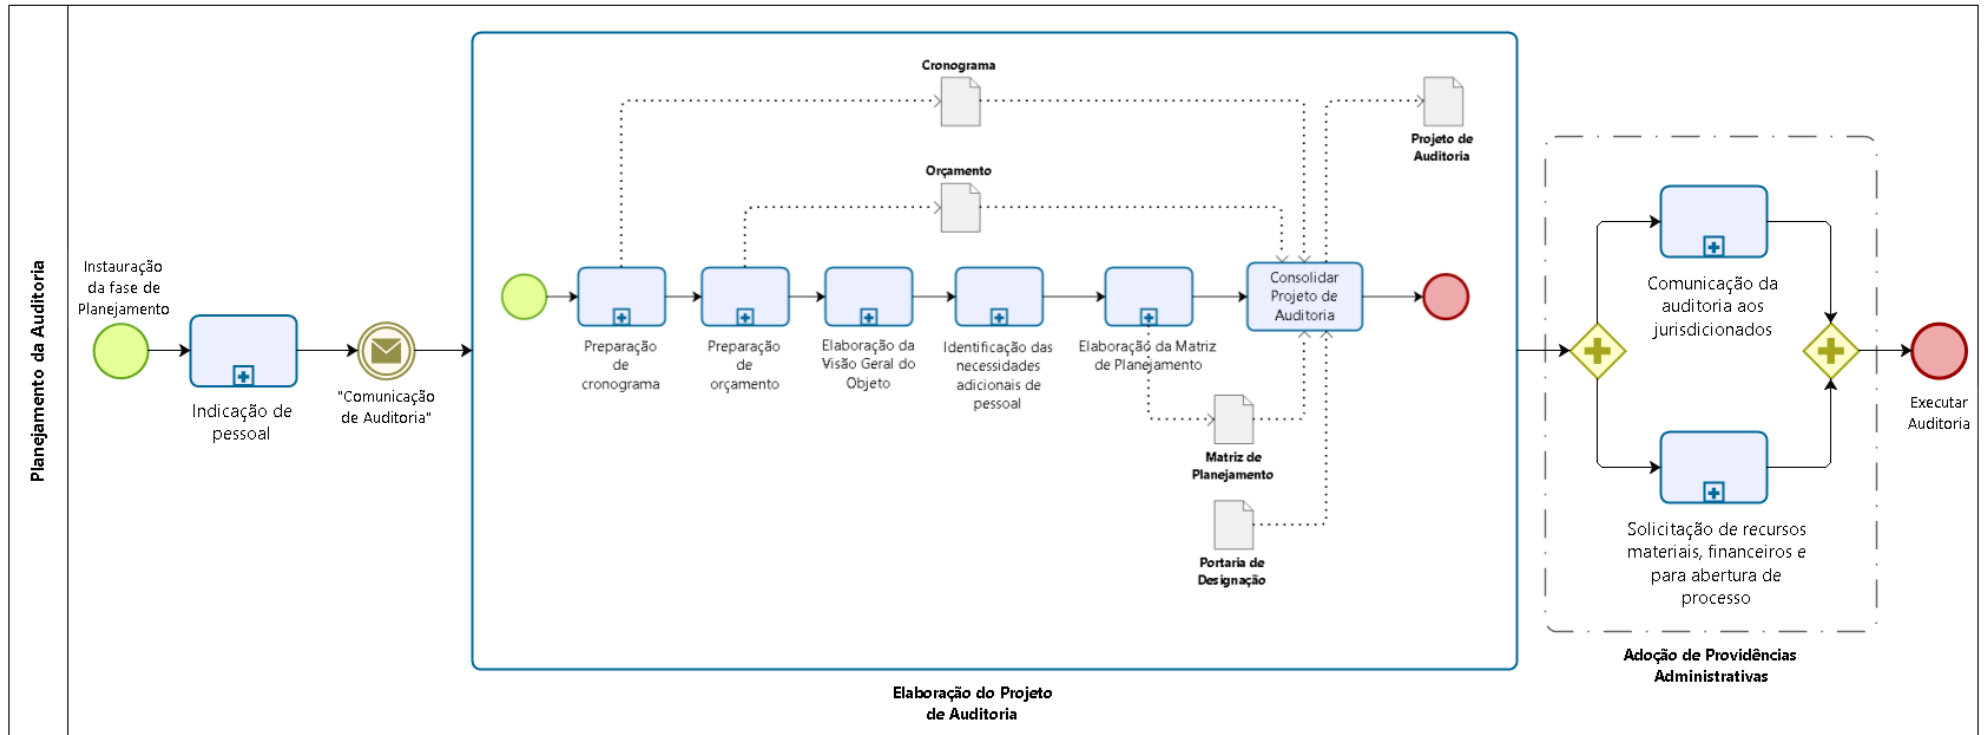 Planejamento da Auditoria
Instauração
da fase de
Planejamento
Indicação de
pessoal
"Comunicação
de Auditoria"
Cronograma
Orçamento
Projeto de
Auditoria
Preparação
de
cronograma
Preparação
de
orçamento
Elaboração da
Visão Geral do
Objeto
Identificação das
necessidades
adicionais de
pessoal
Elaboração da Matriz
de Planejamento
Consolidar
Projeto de
Auditoria
Matriz de
Planejamento
Portaria de
Designação
Elaboração do Projeto
de Auditoria
Comunicação da
auditoria aos
jurisdicionados
Solicitação de recursos
materiais, financeiros e
para abertura de
processo
Adoção de Providências
Administrativas
Executar
Auditoria